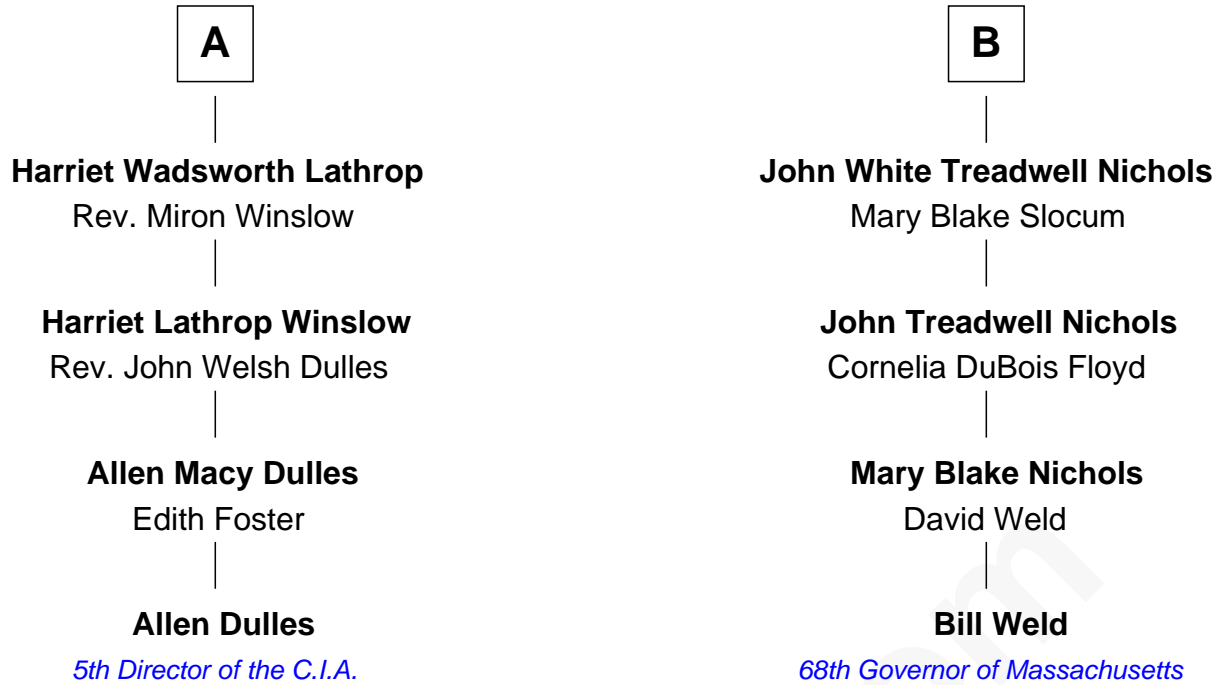 A
Harriet Wadsworth Lathrop
Rev. Miron Winslow
Harriet Lathrop Winslow
Rev. John Welsh Dulles
Allen Macy Dulles
Edith Foster
Allen Dulles
5th Director of the C.I.A.
B
John White Treadwell Nichols
Mary Blake Slocum
John Treadwell Nichols
Cornelia DuBois Floyd
Mary Blake Nichols
David Weld
Bill Weld
68th Governor of Massachusetts